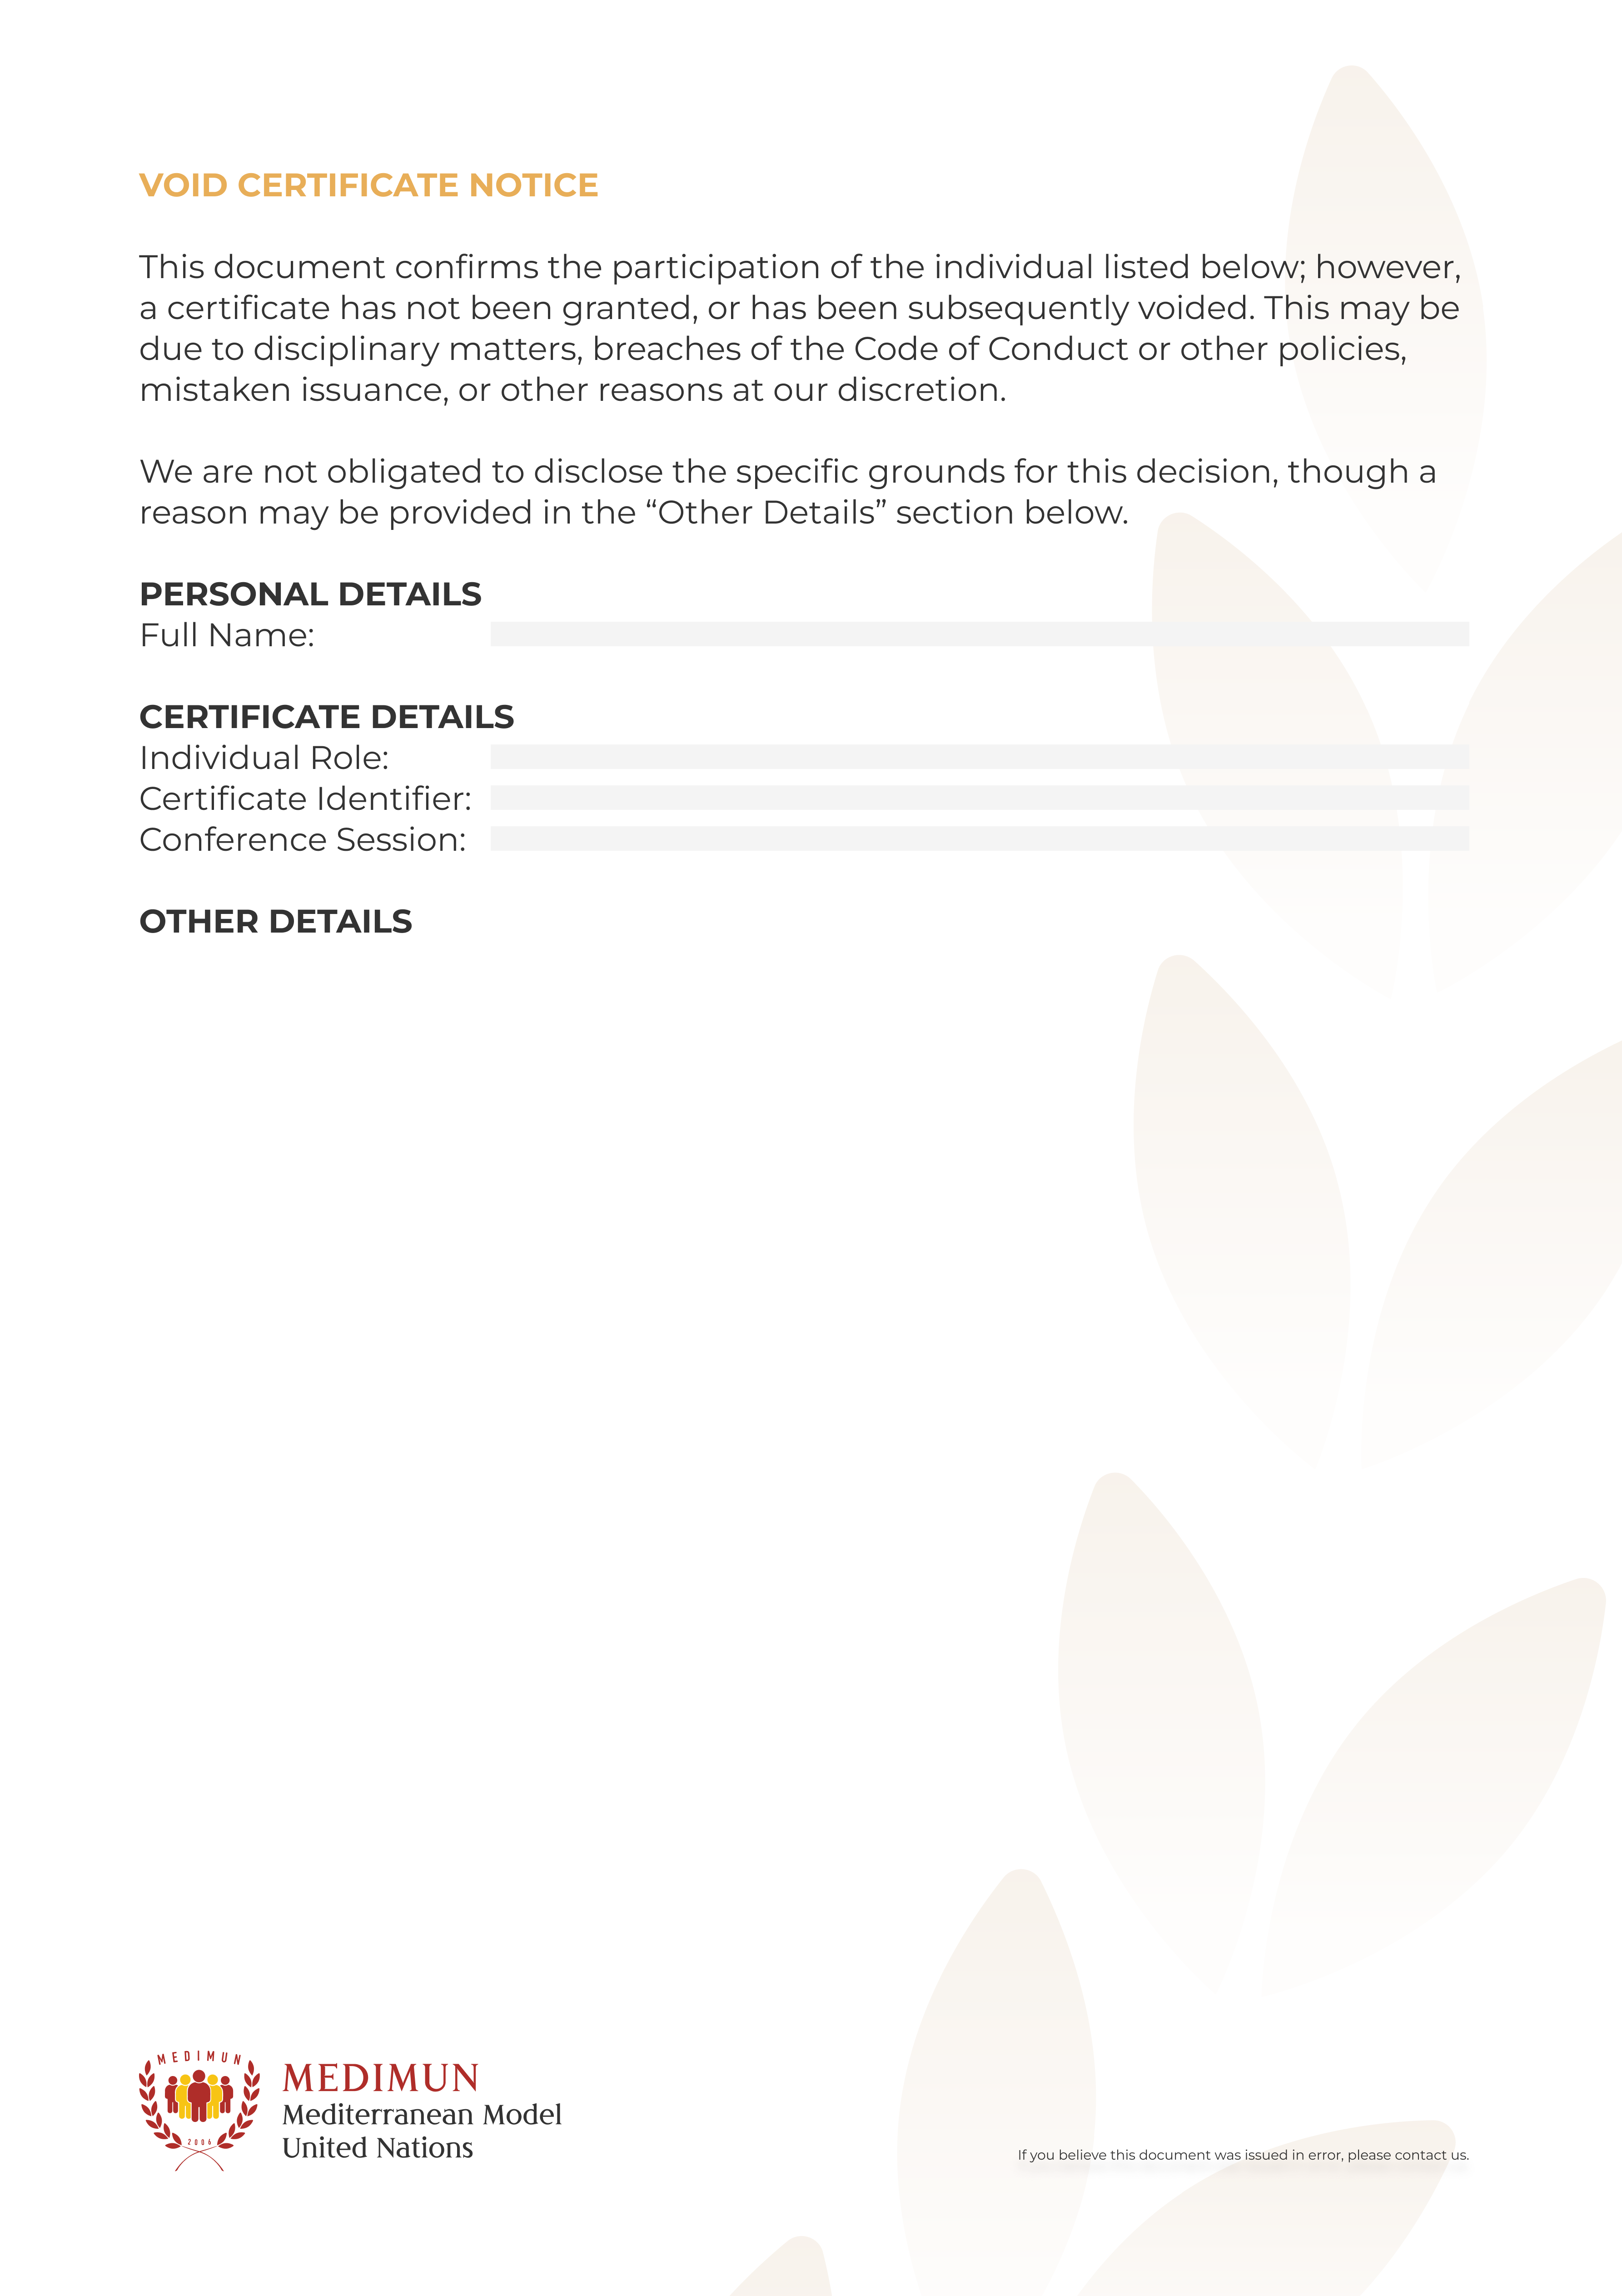 VOID CERTIFICATE NOTICE
This document confirms the participation of the individual listed below; however,
a certificate has not been granted, or has been subsequently voided. This may be
due to disciplinary matters, breaches of the Code of Conduct or other policies,
mistaken issuance, or other reasons at our discretion.
We are not obligated to disclose the specific grounds for this decision, though a
reason may be provided in the “Other Details” section below.
PERSONAL DETAILS
Full Name:
CERTIFICATE DETAILS
Individual Role:
Certificate Identifier:
Conference Session:
OTHER DETAILS
MEDIMUN
2006
MEDIMUN
Mediterranean Model
United Nations
If you believe this document was issued in error, please contact us.